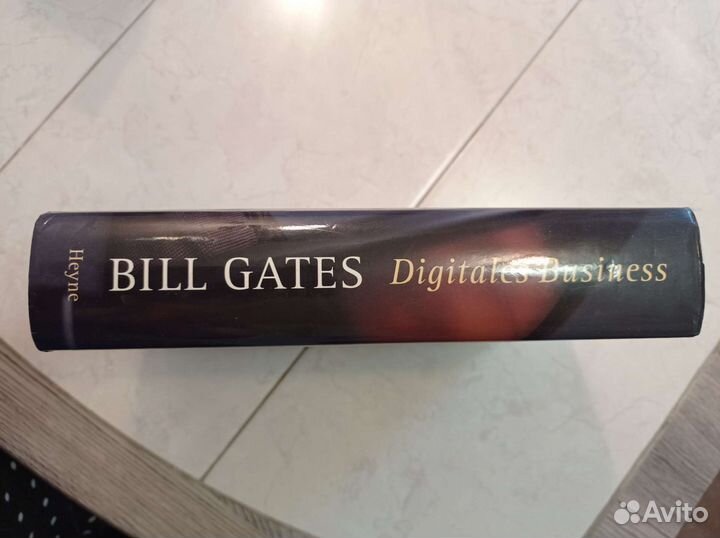 Heyne
BILL GATES Digitales Business
Avito